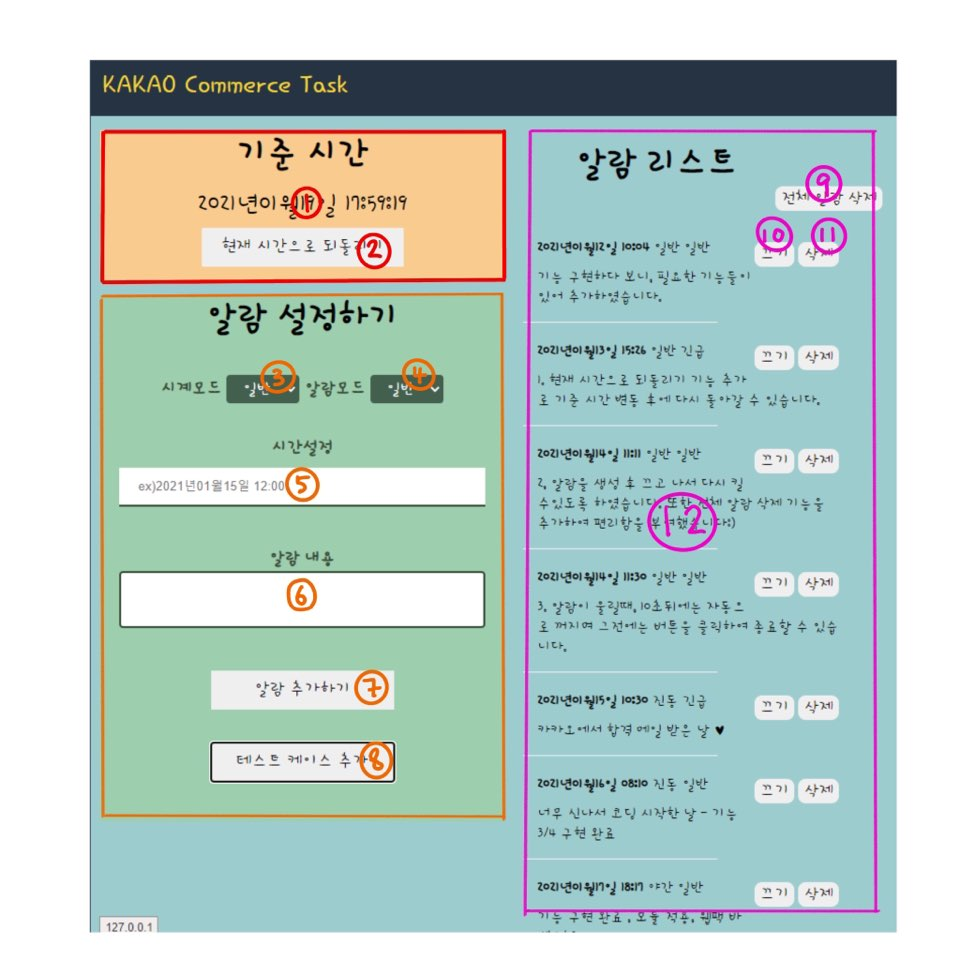 KAKAO Commerce Task
기준 시간
2021년01월19일 17:59:19
①
현재 시간으로 되돌리기
②
알람 설정하기
시계모드 일반 ③ 알람모드 일반 ④
시간설정
ex)2021년01월15일 12:00
⑤
알람 내용
⑥
알람 추가하기 ⑦
테스트 케이스 추가
⑧
알람 리스트
⑨
전체 알람 삭제
⑩ ⑪
2021년01월12일 10:04 일반 일반 끄기 삭제
기능 구현하다 보니, 필요한 기능들이
있어 추가하였습니다.
2021년01월13일 15:26 일반 긴급 끄기 삭제
1. 현재 시간으로 되돌리기 기능 추가
로 기준 시간 변동 후에 다시 돌아갈 수 있습니다.
2021년01월14일 11:11 일반 일반 끄기 삭제
2. 알람을 생성 후 끄고 나서 다시 킬
수있도록 하였습니다. 또한 전체 알람 삭제 기능을
추가하여 편리함을 부여했습니다:)
⑫
2021년01월14일 11:30 일반 일반 끄기 삭제
3. 알람이 울릴때, 10초뒤에는 자동으
로 꺼지며 그전에는 버튼을 클릭하여 종료할 수 있습
니다.
2021년01월15일 10:30 진동 긴급 끄기 삭제
카카오에서 합격 메일 받은 날 ♥
2021년01월16일 08:10 진동 일반 끄기 삭제
너무 신나서 코딩 시작한 날 - 기능
3/4 구현 완료
2021년01월17일 18:17 야간 일반 끄기 삭제
기능 구현 완료, 모듈 적용, 웹팩 바
127.0.0.1